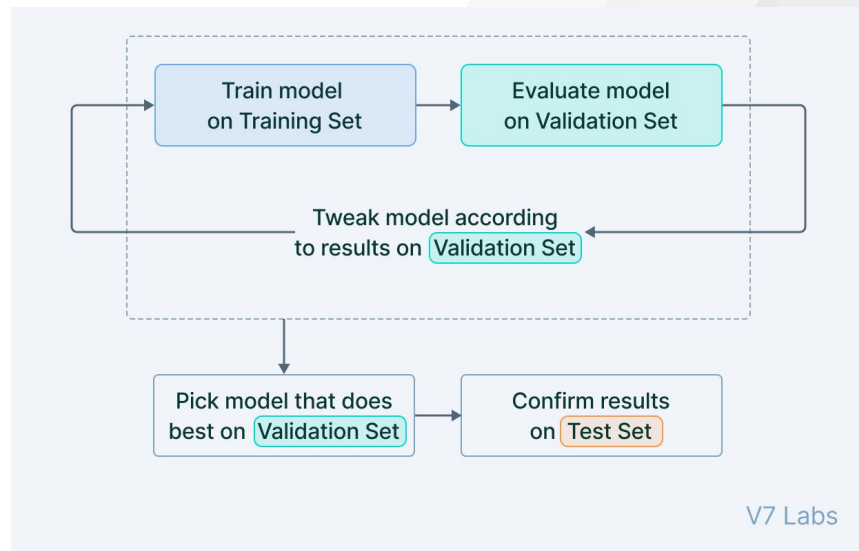 Train model
on Training Set
Evaluate model
on Validation Set
Tweak model according
to results on Validation Set
Pick model that does
best on Validation Set
Confirm results
on Test Set
V7 Labs